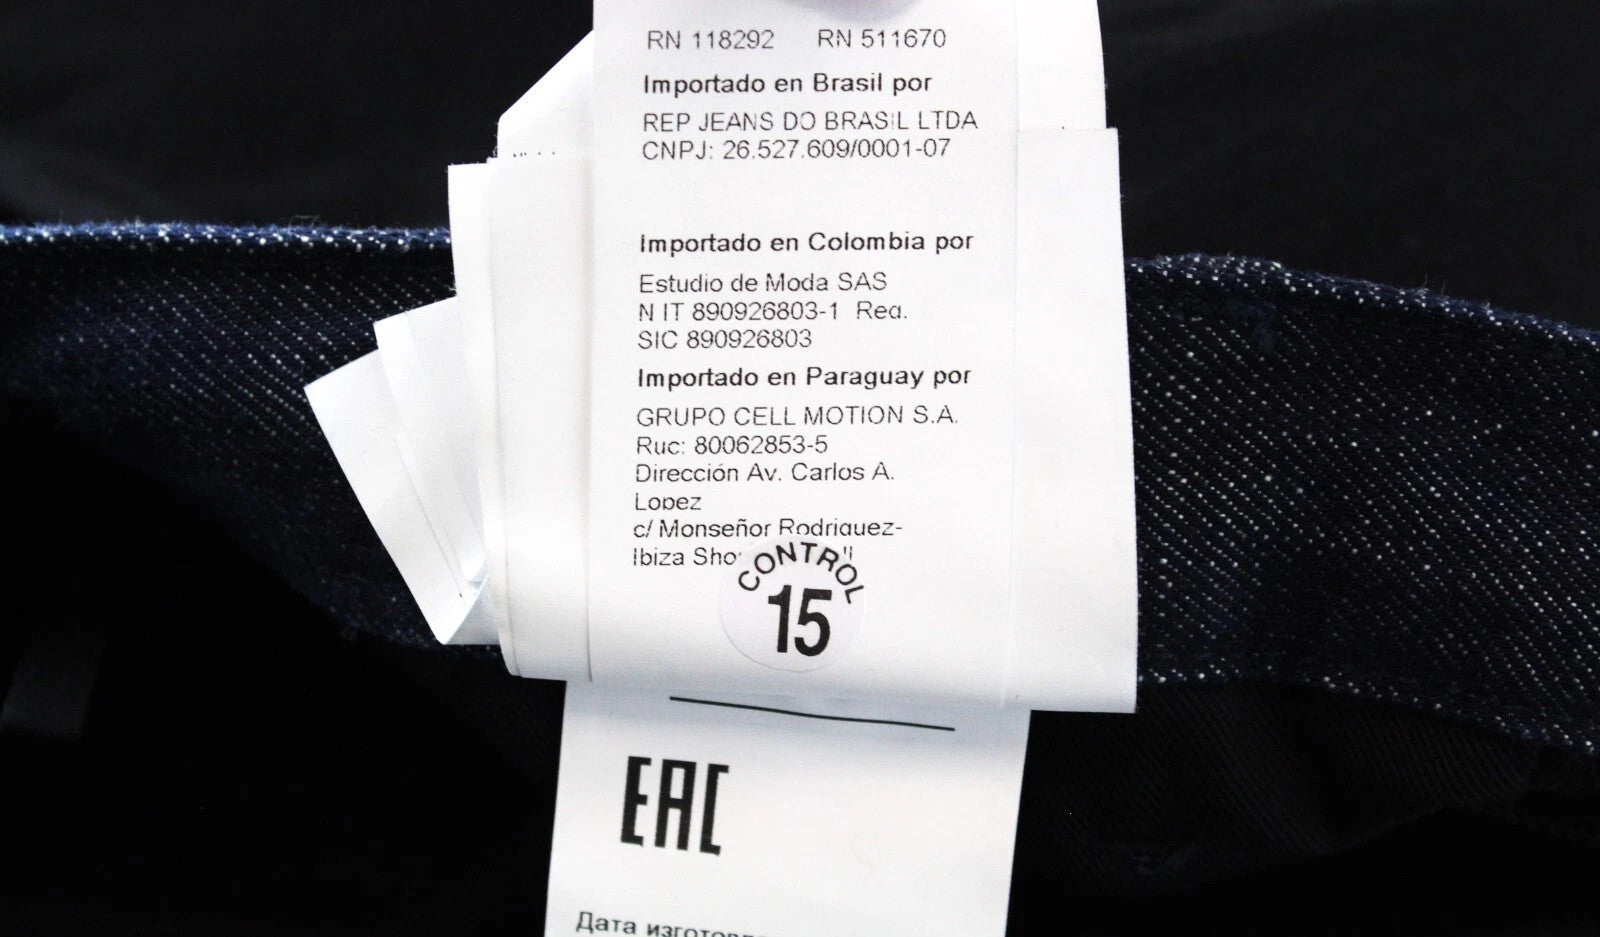 RN 118292 RN 511670
Importado en Brasil por
REP JEANS DO BRASIL LTDA
CNPJ: 26.527.609/0001-07
Importado en Colombia por
Estudio de Moda SAS
N IT 890926803-1 Reg.
SIC 890926803
Importado en Paraguay por
GRUPO CELL MOTION S.A.
Ruc: 80062853-5
Dirección Av. Carlos A.
Lopez
c/ Monseñor Rodriguez-
Ibiza
CONTROL
15
EAC
Дата